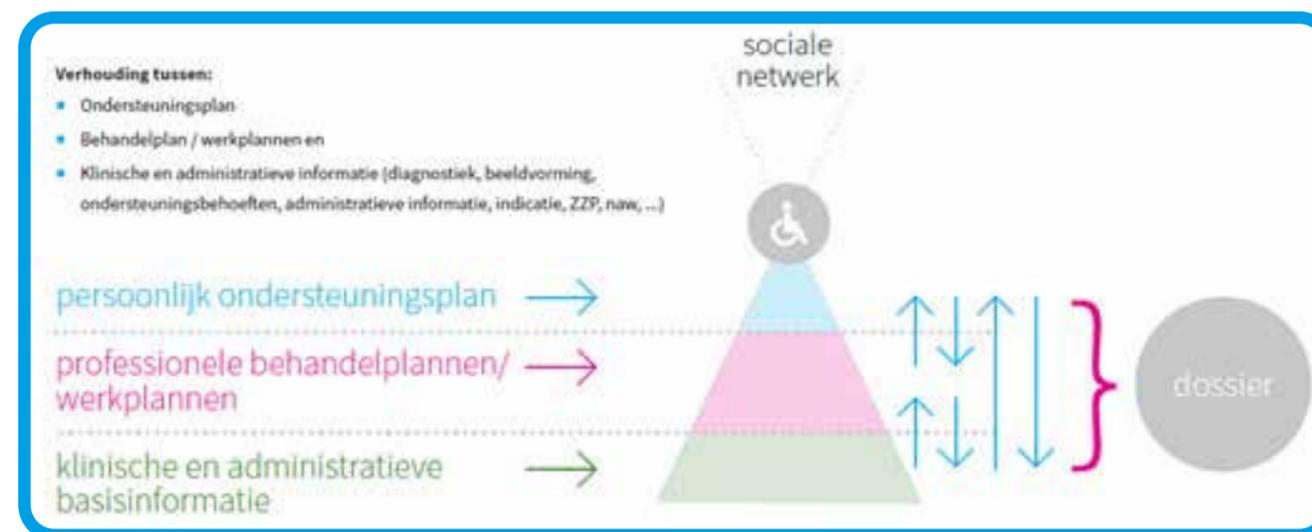 Verhouding tussen:
Ondersteuningsplan
Behandelplan / werkplannen en
Klinische en administratieve informatie (diagnostiek, beeldvorming,
ondersteuningsbehoeften, administratieve informatie, indicatie, ZZP, naw, ...)
sociale
netwerk
persoonlijk ondersteuningsplan
professionele behandelplannen/
werkplannen
klinische en administratieve
basisinformatie
dossier